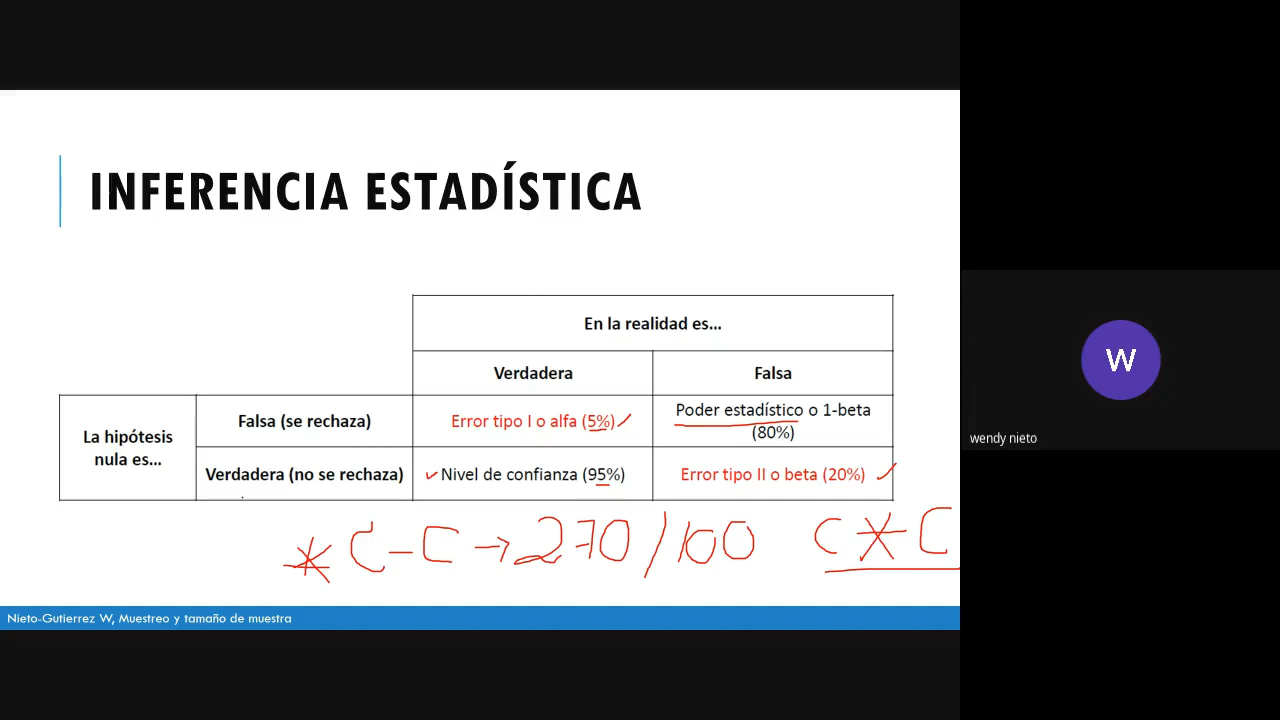 INFERENCIA ESTADÍSTICA
En la realidad es...
Verdadera
Falsa
La hipótesis
nula es...
Falsa (se rechaza)
Error tipo I o alfa (5%)
Poder estadístico o 1-beta
(80%)
Verdadera (no se rechaza)
Nivel de confianza (95%)
Error tipo II o beta (20%)
* C - C → 270/100 C * C
Nieto-Gutierrez W, Muestreo y tamaño de muestra
W
wendy nieto